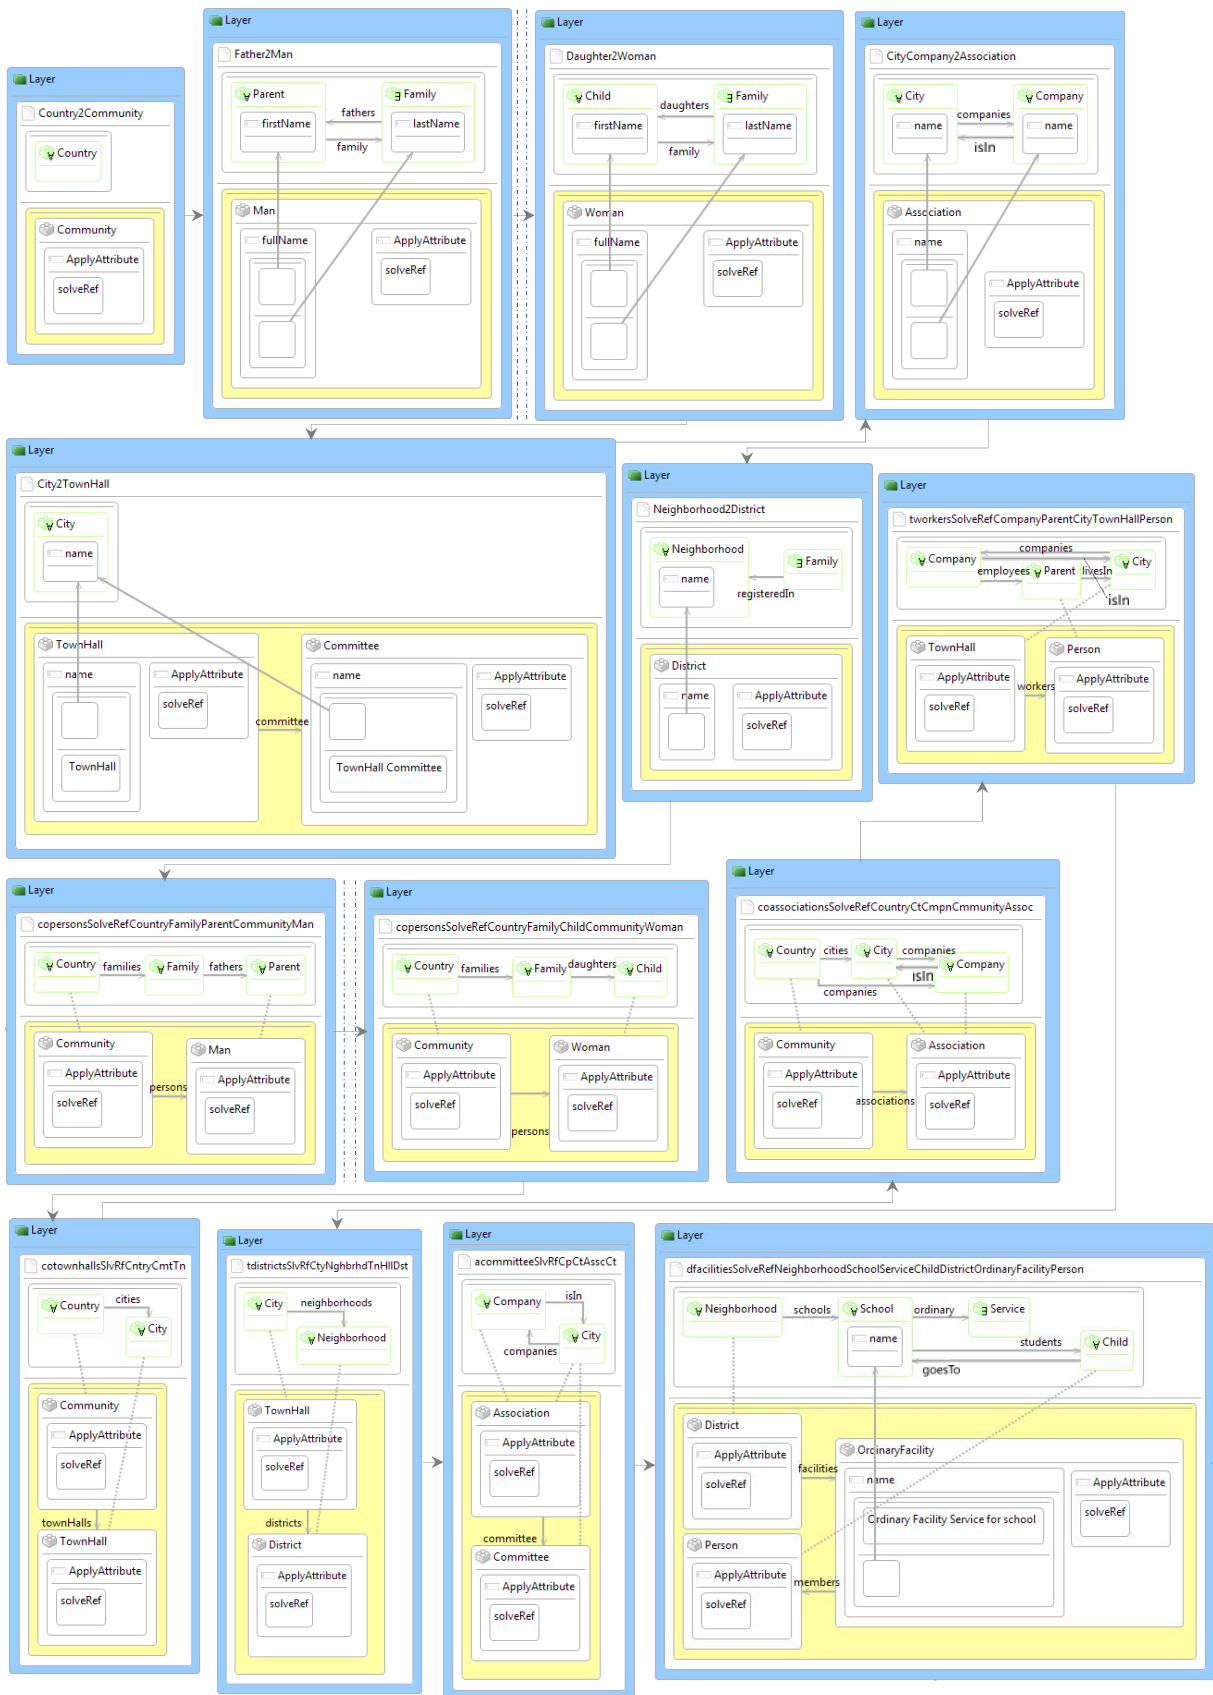 Layer
Country2Community
Country
Community
ApplyAttribute
solveRef
Layer
Father2Man
Parent
firstName
fathers
family
Family
lastName
Man
fullName
ApplyAttribute
solveRef
Layer
Daughter2Woman
Child
firstName
daughters
family
Family
lastName
Woman
fullName
ApplyAttribute
solveRef
Layer
CityCompany2Association
City
name
companies
isIn
Company
name
Association
name
ApplyAttribute
solveRef
Layer
City2TownHall
City
name
TownHall
name
TownHall
ApplyAttribute
solveRef
committee
Committee
name
TownHall Committee
ApplyAttribute
solveRef
Layer
Neighborhood2District
Neighborhood
name
Family
registeredIn
District
name
ApplyAttribute
solveRef
Layer
tworkersSolveRefCompanyParentCityTownHallPerson
companies
Company
employees
Parent
livesIn
City
isIn
TownHall
ApplyAttribute
solveRef
workers
Person
ApplyAttribute
solveRef
Layer
copersonsSolveRefCountryFamilyParentCommunityMan
Country
families
Family
fathers
Parent
Community
ApplyAttribute
solveRef
persons
Man
ApplyAttribute
solveRef
Layer
copersonsSolveRefCountryFamilyChildCommunityWoman
Country
families
Family
daughters
Child
Community
ApplyAttribute
solveRef
persons
Woman
ApplyAttribute
solveRef
Layer
coassociationsSolveRefCountryCtCmpnCmmunityAssoc
Country
cities
City
companies
isIn
Company
companies
Community
ApplyAttribute
solveRef
associations
Association
ApplyAttribute
solveRef
Layer
cotownhallsSlvRfCntryCmtTn
Country
cities
City
Community
ApplyAttribute
solveRef
townHalls
TownHall
ApplyAttribute
solveRef
Layer
tdistrictsSlvRfCtyNghbrhdTnHllDst
City
neighborhoods
Neighborhood
TownHall
ApplyAttribute
solveRef
districts
District
ApplyAttribute
solveRef
Layer
acommitteeSlvRfCpCtAsscCt
Company
isIn
City
companies
Association
ApplyAttribute
solveRef
committee
Committee
ApplyAttribute
solveRef
Layer
dfacilitiesSolveRefNeighborhoodSchoolServiceChildDistrictOrdinaryFacilityPerson
Neighborhood
schools
School
name
ordinary
Service
students
goesTo
Child
District
ApplyAttribute
solveRef
facilities
OrdinaryFacility
name
Ordinary Facility Service for school
ApplyAttribute
solveRef
Person
ApplyAttribute
solveRef
members